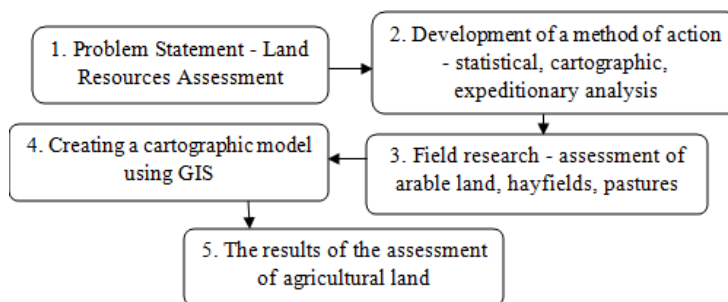 1. Problem Statement - Land
Resources Assessment
2. Development of a method of action
- statistical, cartographic,
expeditionary analysis
3. Field research - assessment of
arable land, hayfields, pastures
4. Creating a cartographic model
using GIS
5. The results of the assessment
of agricultural land